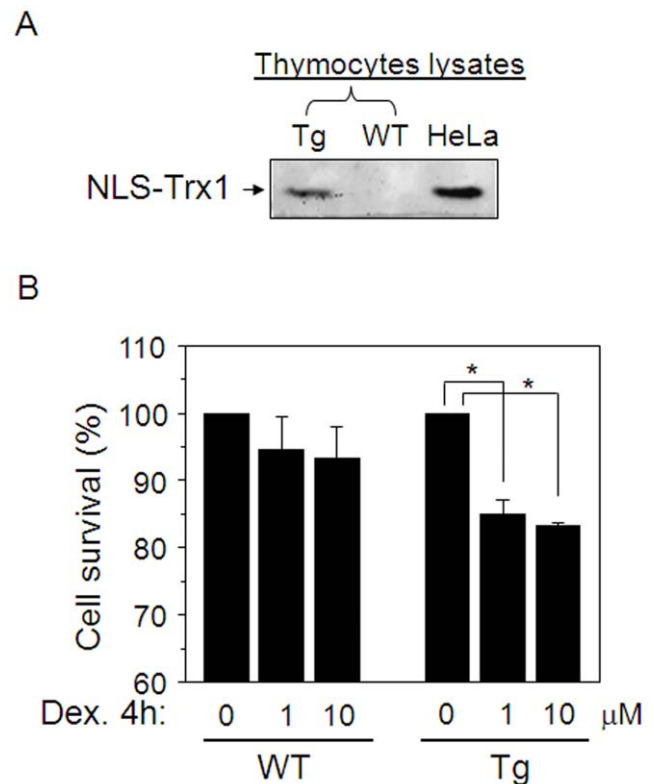 A
Thymocytes lysates
Tg WT HeLa
NLS-Trx1
B
Cell survival (%)
110
100
90
80
70
60
* *
Dex. 4h: 0 1 10 0 1 10 μM
WT Tg